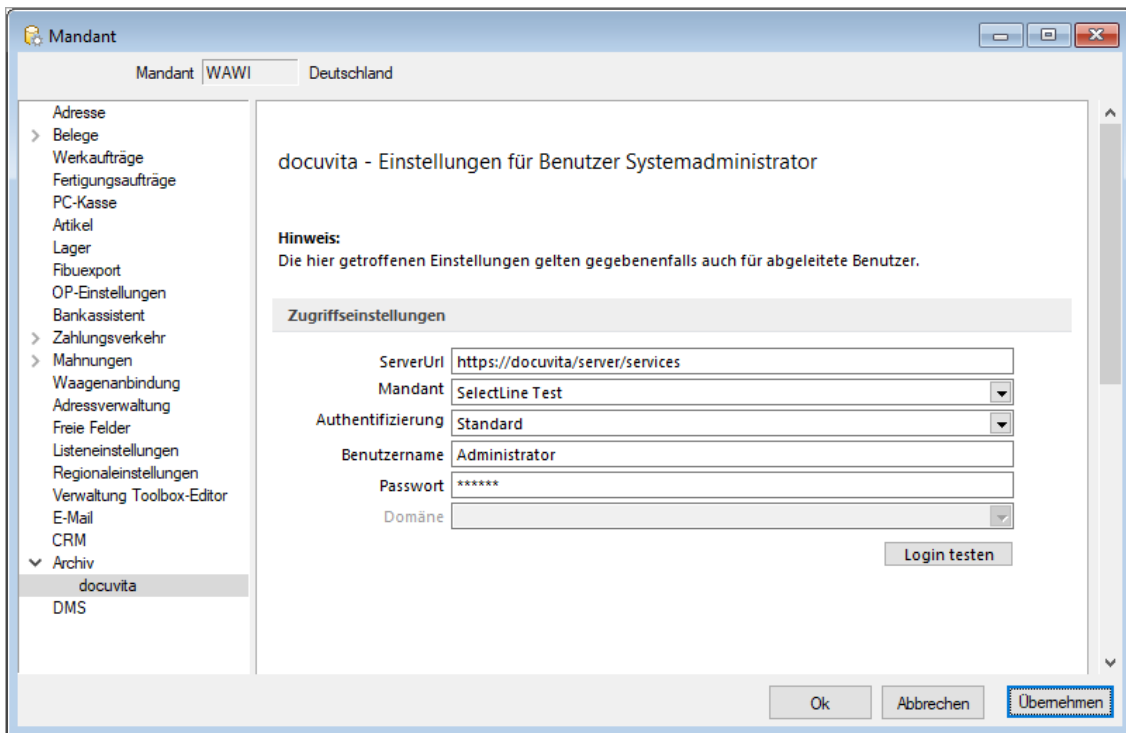 Mandant
Mandant WAWI Deutschland
Adresse
Belege
Werkaufträge
Fertigungsaufträge
PC-Kasse
Artikel
Lager
Fibuexport
OP-Einstellungen
Bankassistent
Zahlungsverkehr
Mahnungen
Waagenanbindung
Adressverwaltung
Freie Felder
Listeneinstellungen
Regionaleinstellungen
Verwaltung Toolbox-Editor
E-Mail
CRM
Archiv
docuvita
DMS
docuvita - Einstellungen für Benutzer Systemadministrator
Hinweis:
Die hier getroffenen Einstellungen gelten gegebenenfalls auch für abgeleitete Benutzer.
Zugriffseinstellungen
ServerUrl https://docuvita/server/services
Mandant SelectLine Test
Authentifizierung Standard
Benutzername Administrator
Passwort ******
Domäne
Login testen
Ok Abbrechen Übernehmen